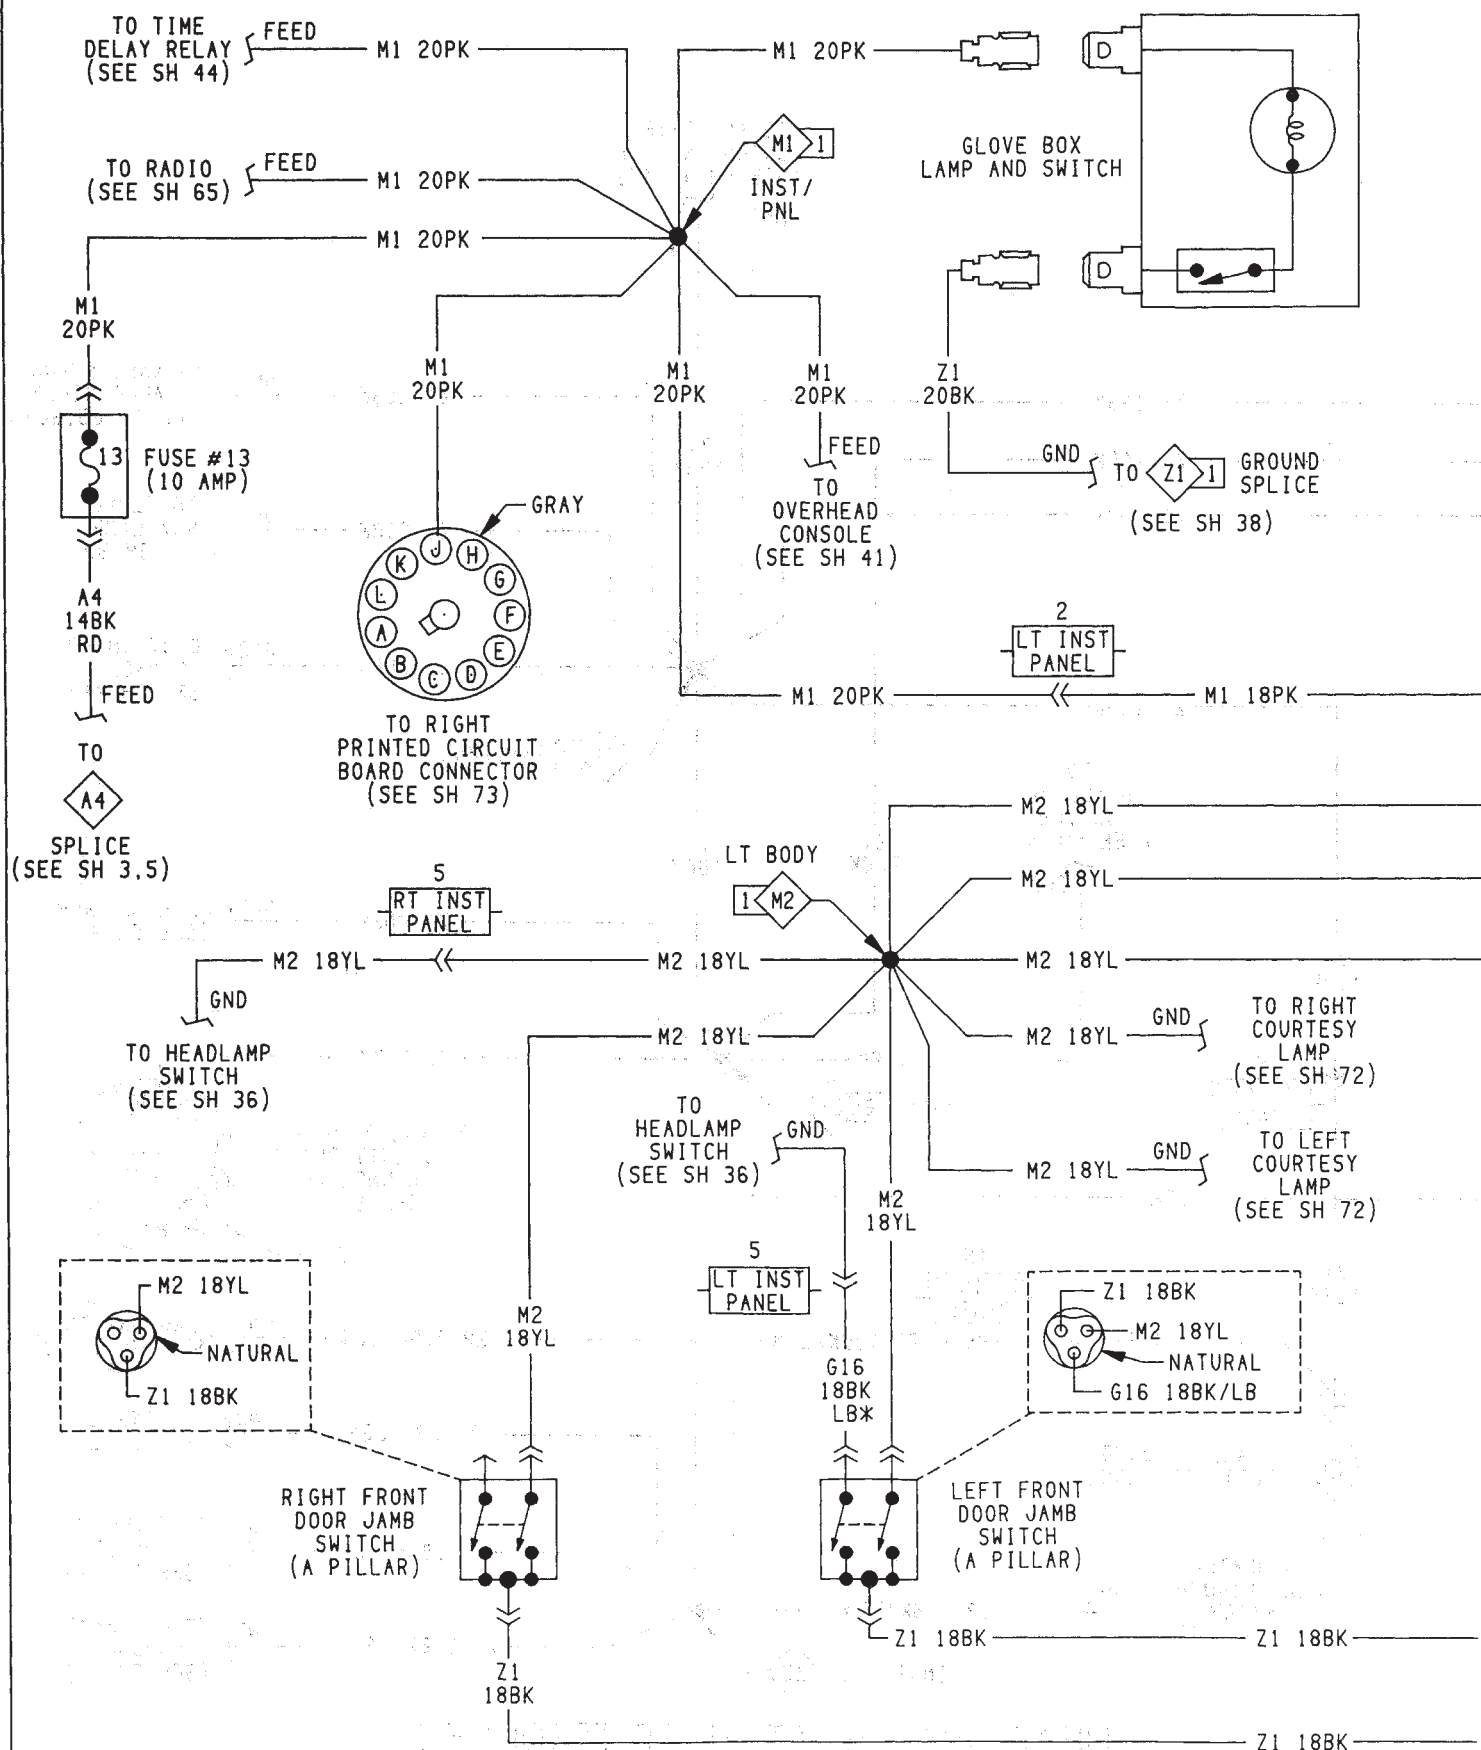 TO TIME
DELAY RELAY
(SEE SH 44)
FEED
M1 20PK
M1 20PK
D
GLOVE BOX
LAMP AND SWITCH
M1
1
INST/
PNL
TO RADIO
(SEE SH 65)
FEED
M1 20PK
M1 20PK
D
M1
20PK
M1
20PK
M1
20PK
M1
20PK
Z1
20BK
13
FUSE #13
(10 AMP)
FEED
TO
OVERHEAD
CONSOLE
(SEE SH 41)
GND
TO
Z1
1
GROUND
SPLICE
(SEE SH 38)
GRAY
J
H
G
F
E
D
C
B
A
L
K
TO RIGHT
PRINTED CIRCUIT
BOARD CONNECTOR
(SEE SH 73)
A4
14BK
RD
FEED
TO
A4
SPLICE
(SEE SH 3,5)
2
LT INST
PANEL
M1 20PK
M1 18PK
M2 18YL
LT BODY
1
M2
M2 18YL
5
RT INST
PANEL
M2 18YL
M2 18YL
M2 18YL
GND
TO HEADLAMP
SWITCH
(SEE SH 36)
M2 18YL
M2 18YL
GND
TO RIGHT
COURTESY
LAMP
(SEE SH 72)
TO
HEADLAMP
SWITCH
(SEE SH 36)
GND
M2 18YL
GND
TO LEFT
COURTESY
LAMP
(SEE SH 72)
M2
18YL
5
LT INST
PANEL
M2 18YL
NATURAL
Z1 18BK
M2
18YL
G16
18BK
LB*
Z1 18BK
M2 18YL
NATURAL
G16 18BK/LB
RIGHT FRONT
DOOR JAMB
SWITCH
(A PILLAR)
LEFT FRONT
DOOR JAMB
SWITCH
(A PILLAR)
Z1 18BK
Z1 18BK
Z1
18BK
Z1 18BK